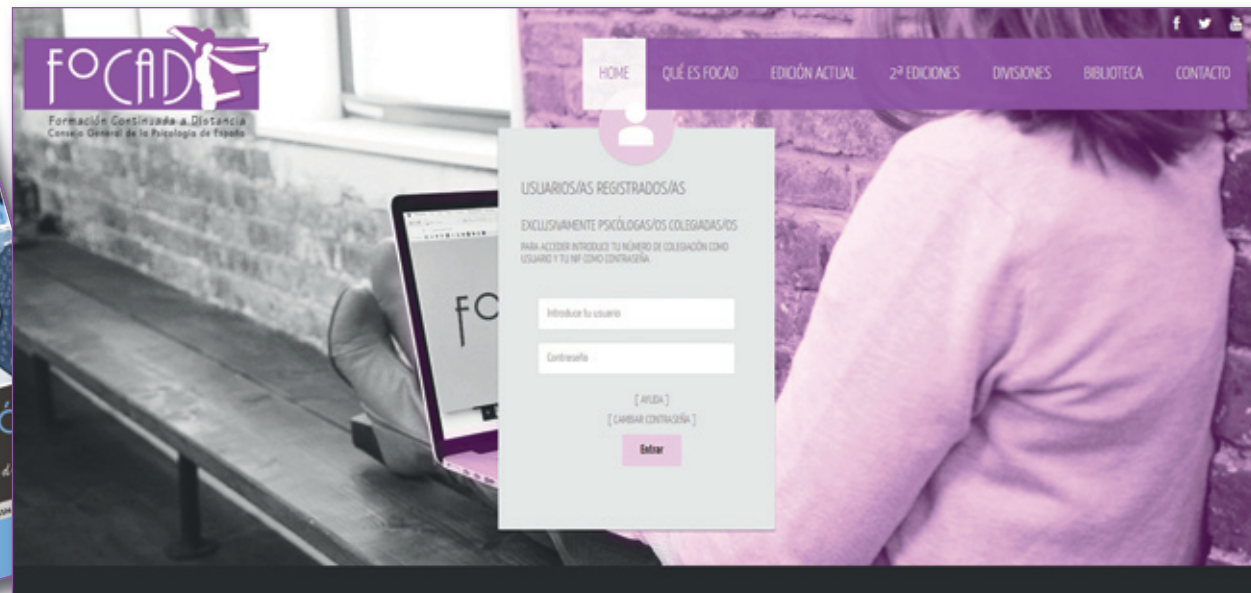 FOCAD
Formación Continuada a Distancia
Consejo General de la Psicología de España
HOME QUÉ ES FOCAD EDICIÓN ACTUAL 2ª EDICIONES DIVISIONES BIBLIOTECA CONTACTO
USUARIOS/AS REGISTRADOS/AS
EXCLUSIVAMENTE PSICÓLOGAS/OS COLEGIADAS/OS
PARA ACCEDER INTRODUCE TU NÚMERO DE COLEGIACIÓN COMO
USUARIO Y TU NIF COMO CONTRASEÑA
Introduce tu usuario
Contraseña
[ AYUDA ]
[ CAMBIAR CONTRASEÑA ]
Entrar